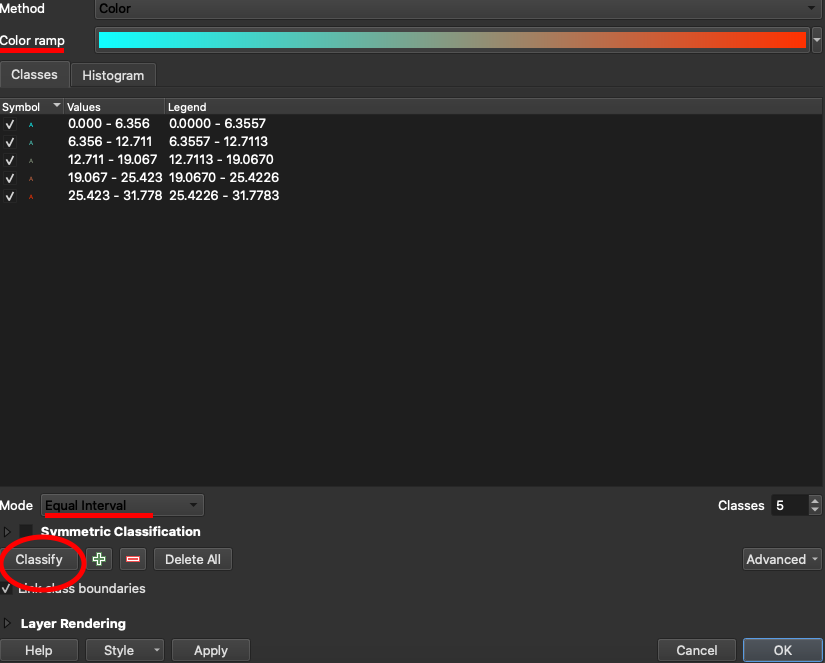 Method Color
Color ramp
Classes Histogram
Symbol Values Legend
0.000 - 6.356 0.0000 - 6.3557
6.356 - 12.711 6.3557 - 12.7113
12.711 - 19.067 12.7113 - 19.0670
19.067 - 25.423 19.0670 - 25.4226
25.423 - 31.778 25.4226 - 31.7783
Mode Equal Interval Classes 5
Symmetric Classification
Classify Delete All Advanced
Link class boundaries
Layer Rendering
Help Style Apply Cancel OK